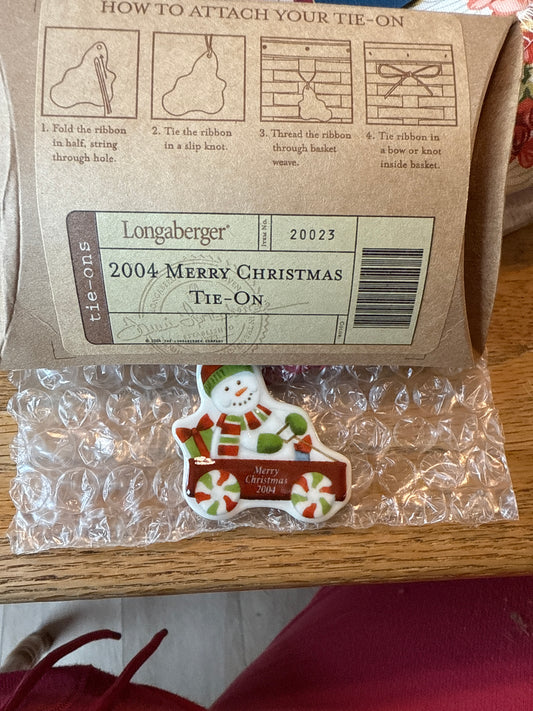 HOW TO ATTACH YOUR TIE-ON
1. Fold the ribbon
in half, string
through hole.
2. Tie the ribbon
in a slip knot.
3. Thread the ribbon
through basket
weave.
4. Tie ribbon in
a bow or knot
inside basket.
tie-ons
Longaberger®
Item No.
20023
2004 Merry Christmas
Tie-On
Merry
Christmas
2004